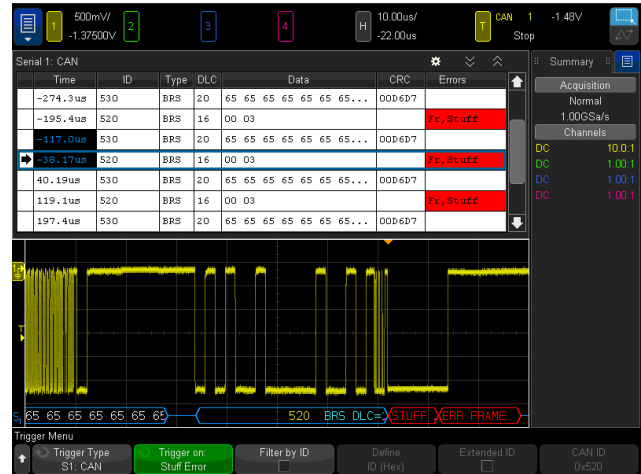 500mV/
1
-1.37500V
2
3
4
H
10.00us/
-22.00us
T
CAN 1
Stop
-1.48V
Serial 1: CAN
Time ID Type DLC Data CRC Errors
-274.3us 530 BRS 20 65 65 65 65 65 65 65... 00D6D7
-195.4us 520 BRS 16 00 03 Fr,Stuff
-117.0us 530 BRS 20 65 65 65 65 65 65 65... 00D6D7
-38.17us 520 BRS 16 00 03 Fr,Stuff
40.19us 530 BRS 20 65 65 65 65 65 65 65... 00D6D7
119.1us 520 BRS 16 00 03 Fr,Stuff
197.4us 530 BRS 20 65 65 65 65 65 65 65... 00D6D7
Summary
Acquisition
Normal
1.00GSa/s
Channels
DC 10.0:1
DC 1.00:1
DC 1.00:1
DC 1.00:1
T
S1 65 65 65 65 65 65 520 BRS DLC= STUFF ERR FRAME
Trigger Menu
Trigger Type
S1: CAN
Trigger on:
Stuff Error
Filter by ID
Define
ID (Hex)
Extended ID
CAN ID
0x520